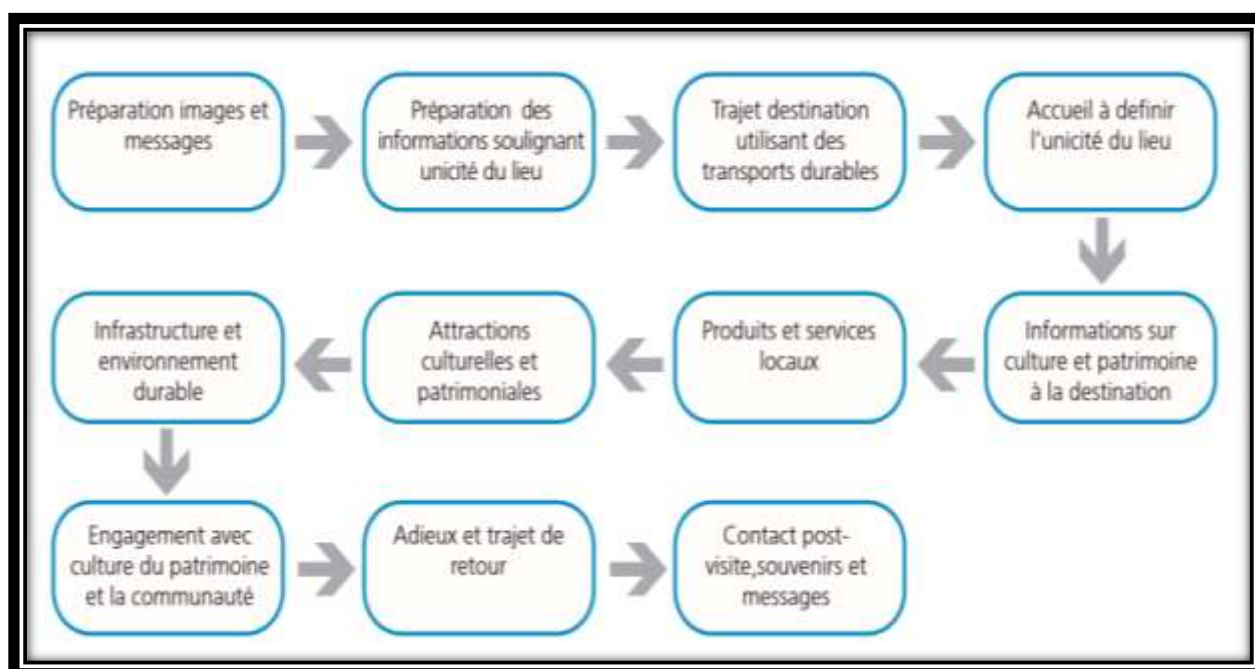 Préparation images et
messages
Préparation des
informations soulignant
unicité du lieu
Trajet destination
utilisant des
transports durables
Accueil à definir
l'unicité du lieu
Informations sur
culture et patrimoine
à la destination
Produits et services
locaux
Attractions
culturelles et
patrimoniales
Infrastructure et
environnement
durable
Engagement avec
culture du patrimoine
et la communauté
Adieux et trajet de
retour
Contact post-
visite,souvenirs et
messages